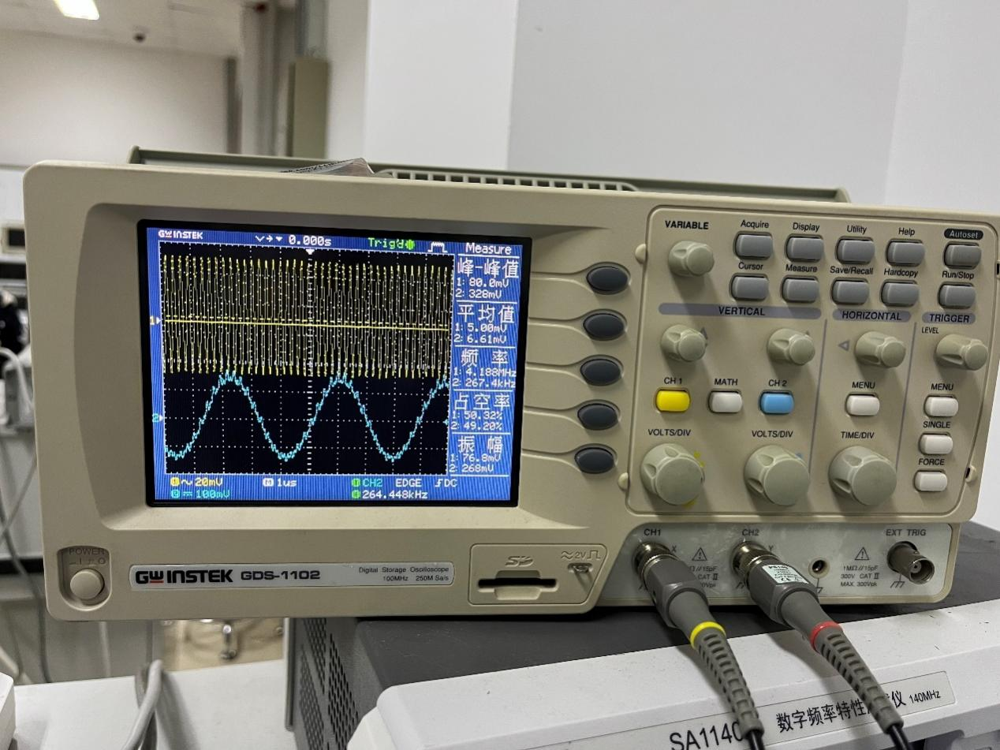 GWINSTEK
0.000s
Trig'd
Measure
峰-峰值
1: 80.0mV
2: 328mV
平均值
1: 5.00mV
2: 6.61mV
频率
1: 4.188MHz
2: 267.4kHz
占空率
1: 50.32%
2: 49.20%
振幅
1: 76.8mV
2: 268mV
1
2
1 20mV
M 1us
CH2 EDGE DC
2 100mV
264.448kHz
VARIABLE
Acquire
Display
Utility
Help
Autoset
Cursor
Measure
Save/Recall
Hardcopy
Run/Stop
VERTICAL
HORIZONTAL
TRIGGER
LEVEL
CH 1
MATH
CH 2
MENU
MENU
SINGLE
VOLTS/DIV
VOLTS/DIV
TIME/DIV
FORCE
CH1
CH2
EXT TRIG
X
Y
Ω//15pF
CAT II
1MΩ//15pF
300V CAT II
MAX. 300Vpk
POWER
GWINSTEK GDS-1102
Digital Storage Oscilloscope
100MHz 250M Sa/s
SD
≈2V
SA1140
数字频率特性
仪 140MHz